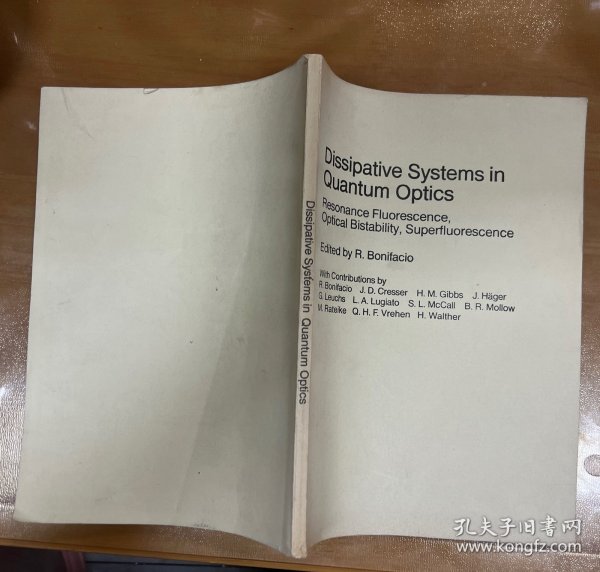 Dissipative Systems in
Quantum Optics
Resonance Fluorescence,
Optical Bistability, Superfluorescence
Edited by R. Bonifacio
With Contributions by
R. Bonifacio J. D. Cresser H. M. Gibbs J. Häger
G. Leuchs L. A. Lugiato S. L. McCall B. R. Mollow
M. Rateike Q. H. F. Vrehen H. Walther
Dissipative Systems in Quantum Optics
孔夫子旧书网
www.kongfz.com